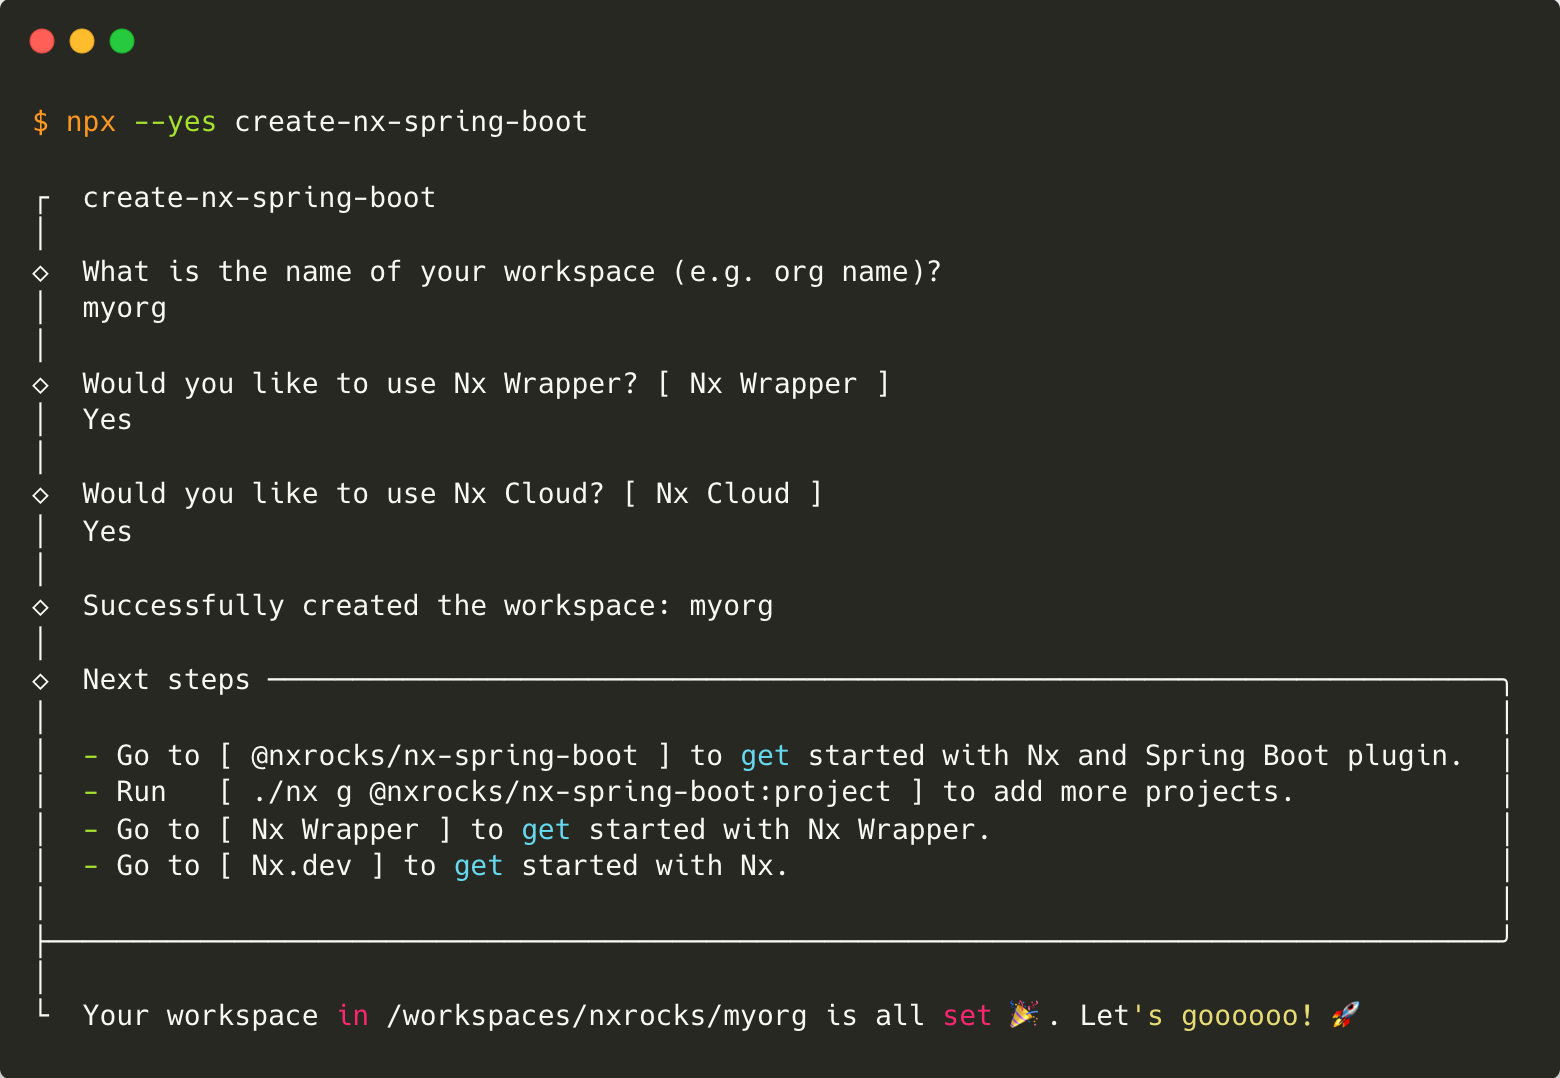 $ npx --yes create-nx-spring-boot
┌  create-nx-spring-boot
│
◇  What is the name of your workspace (e.g. org name)?
│  myorg
│
◇  Would you like to use Nx Wrapper? [ Nx Wrapper ]
│  Yes
│
◇  Would you like to use Nx Cloud? [ Nx Cloud ]
│  Yes
│
◇  Successfully created the workspace: myorg
│
◇  Next steps ─────────────────────────────────────────────────────────────────────────╮
│                                                                                      │
│  - Go to [ @nxrocks/nx-spring-boot ] to get started with Nx and Spring Boot plugin.  │
│  - Run   [ ./nx g @nxrocks/nx-spring-boot:project ] to add more projects.            │
│  - Go to [ Nx Wrapper ] to get started with Nx Wrapper.                              │
│  - Go to [ Nx.dev ] to get started with Nx.                                          │
│                                                                                      │
├──────────────────────────────────────────────────────────────────────────────────────╯
│
└  Your workspace in /workspaces/nxrocks/myorg is all set 🎉. Let's goooooo! 🚀